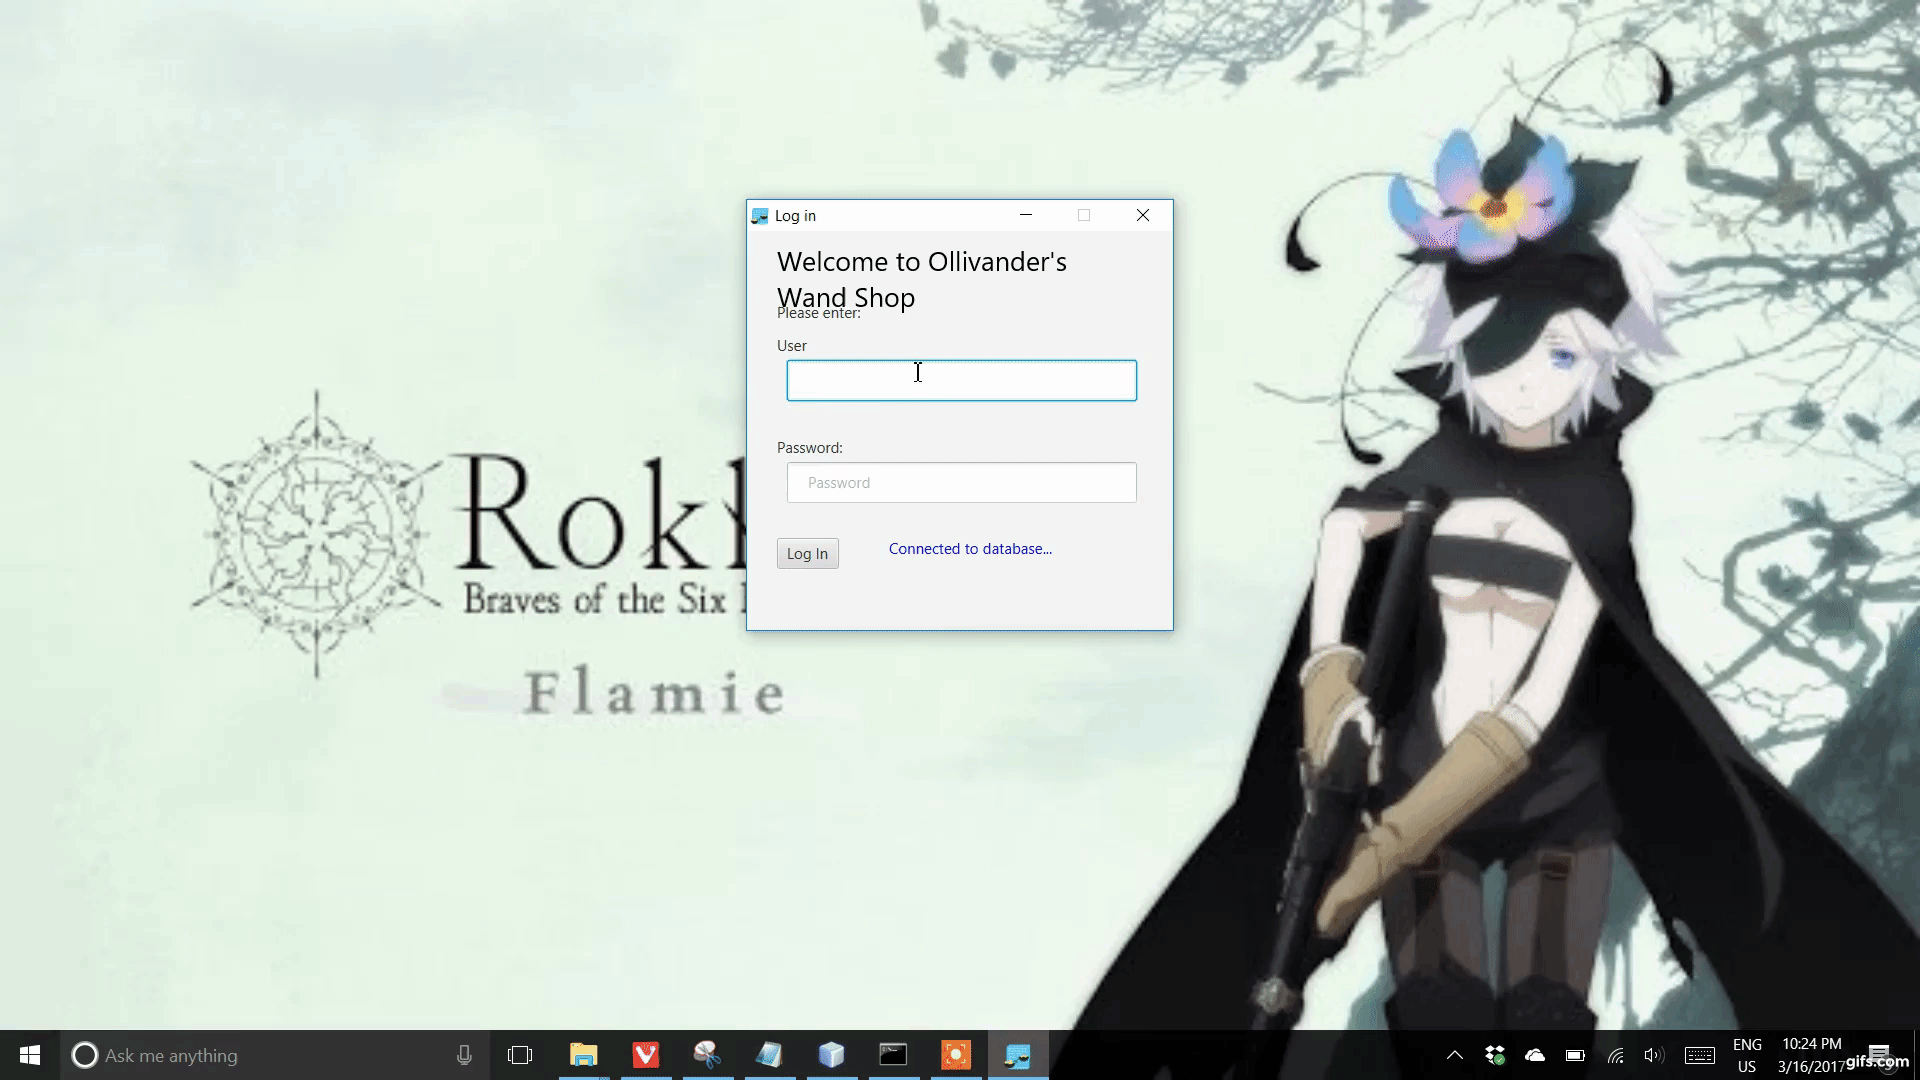 Log in
Welcome to Ollivander's
Wand Shop
Please enter:
User
Password:
Password
Log In
Connected to database...
Braves of the Six
Flamie
Ask me anything
ENG
US
10:24 PM
3/16/2017
gifs.com